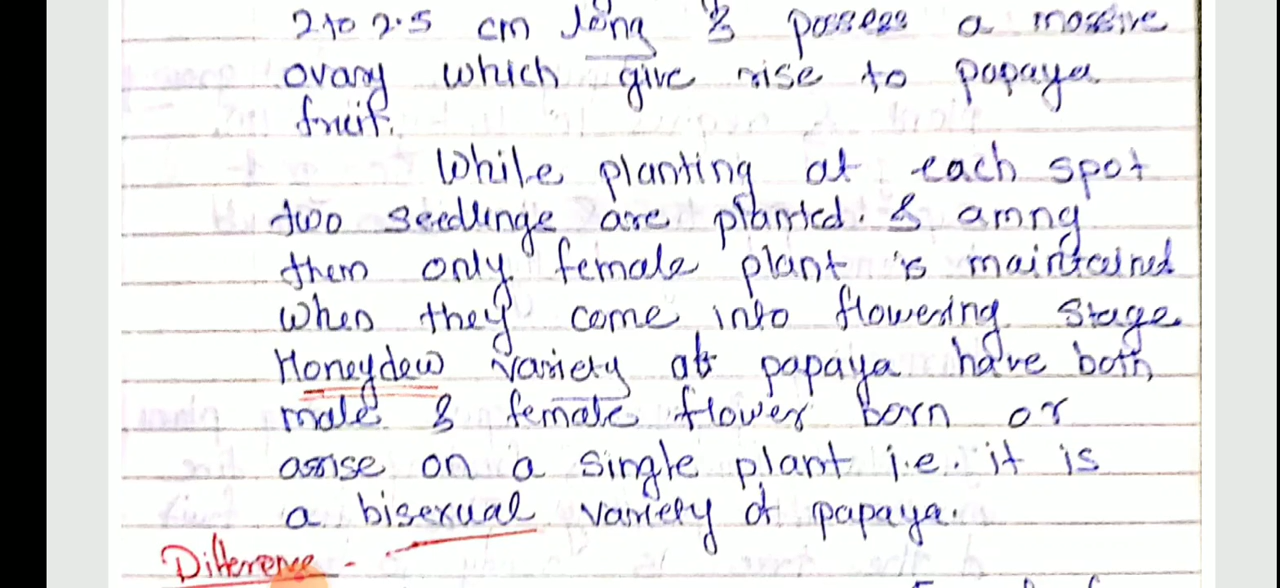 2 to 2.5 cm long & possess a massive
ovary which give rise to papaya
fruit.
While planting at each spot
two seedlings are planted. & amng
them only female plant is maintained
when they come into flowering stage.
Honeydew variety of papaya have both
male & female flower born or
arise on a single plant i.e. it is
a bisexual variety of papaya.
Difference -